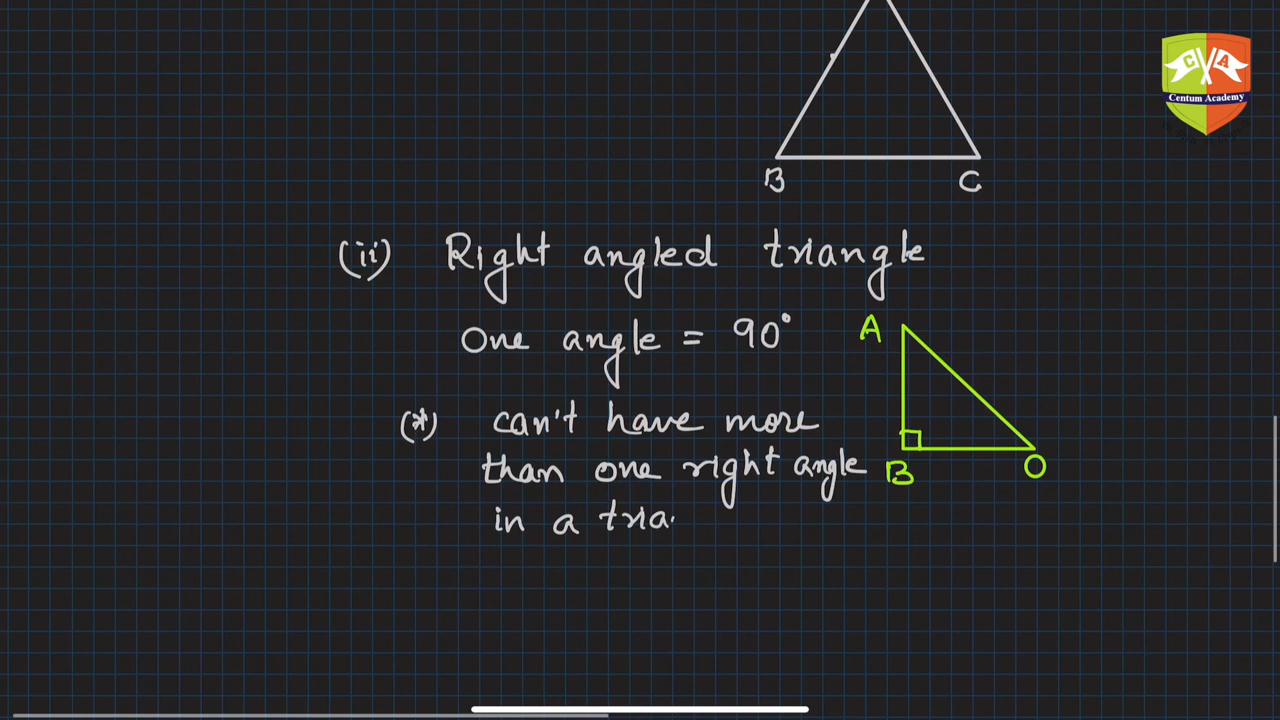 C A
Centum Academy
B C
(ii) Right angled triangle
One angle = 90°
A
(*) can't have more
than one right angle
B O
in a tria